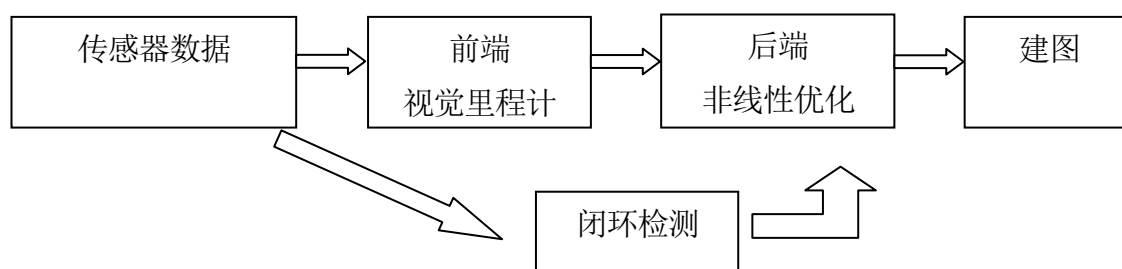 传感器数据
前端
视觉里程计
后端
非线性优化
建图
闭环检测